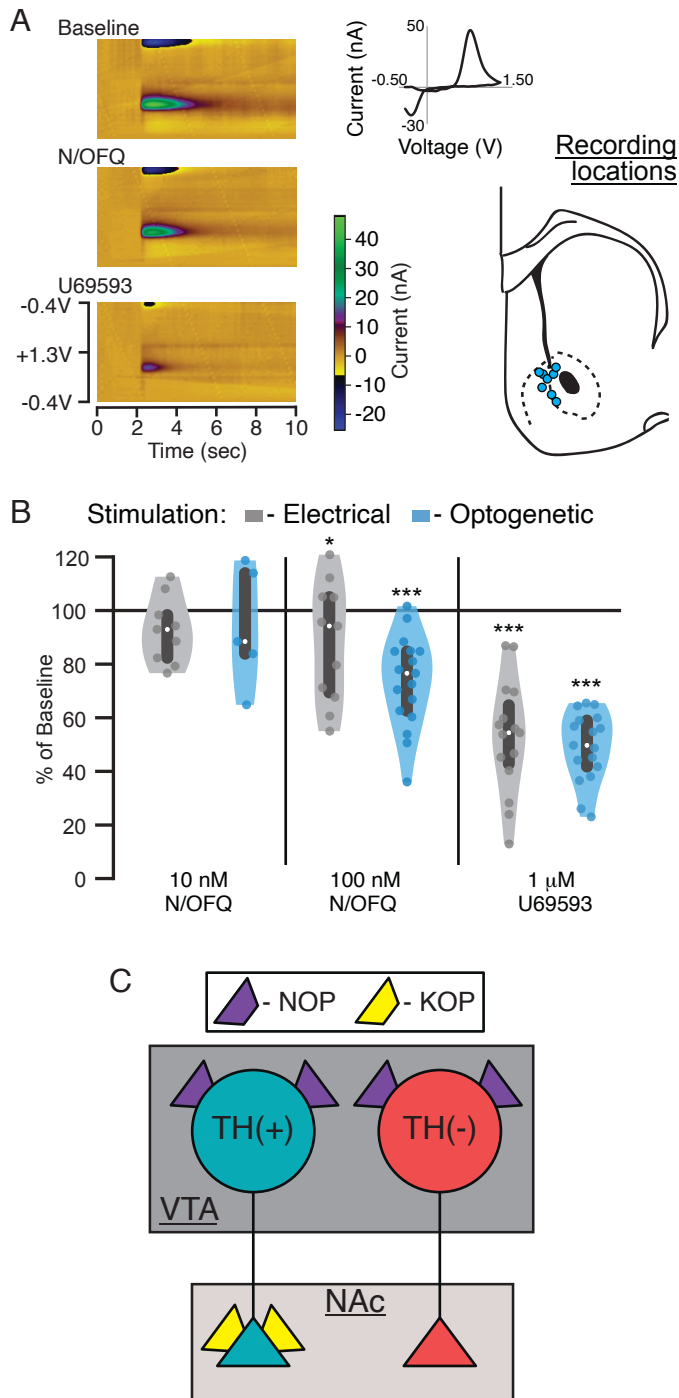 A
Baseline
N/OFQ
U69593
-0.4V
+1.3V
-0.4V
0 2 4 6 8 10
Time (sec)
40
30
20
10
0
-10
-20
Current (nA)
50
-0.50 1.50
-30
Current (nA)
Voltage (V)
Recording
locations
B
Stimulation: - Electrical - Optogenetic
120
100
80
60
40
20
0
% of Baseline
* *** *** ***
10 nM
N/OFQ
100 nM
N/OFQ
1 μM
U69593
C
- NOP - KOP
TH(+) TH(-)
VTA
NAc